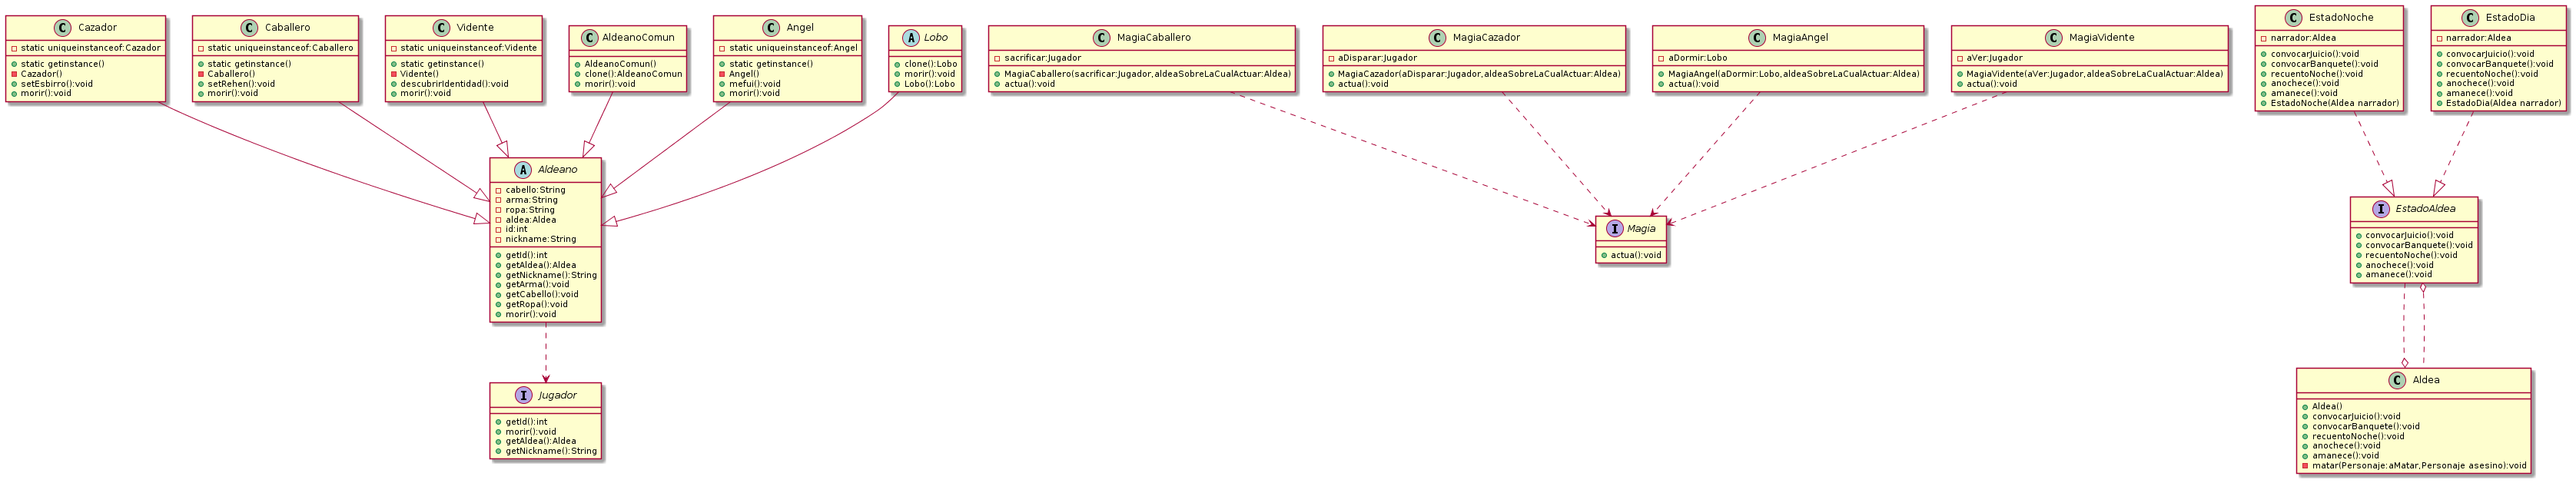 C Cazador
static uniqueinstanceof:Cazador
static getinstance()
Cazador()
setEsbirro():void
morir():void
C Caballero
static uniqueinstanceof:Caballero
static getinstance()
Caballero()
setRehen():void
morir():void
C Vidente
static uniqueinstanceof:Vidente
static getinstance()
Vidente()
descubrirIdentidad():void
morir():void
C AldeanoComun
AldeanoComun()
clone():AldeanoComun
morir():void
C Angel
static uniqueinstanceof:Angel
static getinstance()
Angel()
mefui():void
morir():void
A Lobo
clone():Lobo
morir():void
Lobo():Lobo
C MagiaCaballero
sacrificar:Jugador
MagiaCaballero(sacrificar:Jugador,aldeaSobreLaCualActuar:Aldea)
actua():void
C MagiaCazador
aDisparar:Jugador
MagiaCazador(aDisparar:Jugador,aldeaSobreLaCualActuar:Aldea)
actua():void
C MagiaAngel
aDormir:Lobo
MagiaAngel(aDormir:Lobo,aldeaSobreLaCualActuar:Aldea)
actua():void
C MagiaVidente
aVer:Jugador
MagiaVidente(aVer:Jugador,aldeaSobreLaCualActuar:Aldea)
actua():void
C EstadoNoche
narrador:Aldea
convocarJuicio():void
convocarBanquete():void
recuentoNoche():void
anochece():void
amanece():void
EstadoNoche(Aldea narrador)
C EstadoDia
narrador:Aldea
convocarJuicio():void
convocarBanquete():void
recuentoNoche():void
anochece():void
amanece():void
EstadoDia(Aldea narrador)
A Aldeano
cabello:String
arma:String
ropa:String
aldea:Aldea
id:int
nickname:String
getId():int
getAldea():Aldea
getNickname():String
getArma():void
getCabello():void
getRopa():void
morir():void
I Magia
actua():void
I EstadoAldea
convocarJuicio():void
convocarBanquete():void
recuentoNoche():void
anochece():void
amanece():void
I Jugador
getId():int
morir():void
getAldea():Aldea
getNickname():String
C Aldea
Aldea()
convocarJuicio():void
convocarBanquete():void
recuentoNoche():void
anochece():void
amanece():void
matar(Personaje:aMatar,Personaje asesino):void